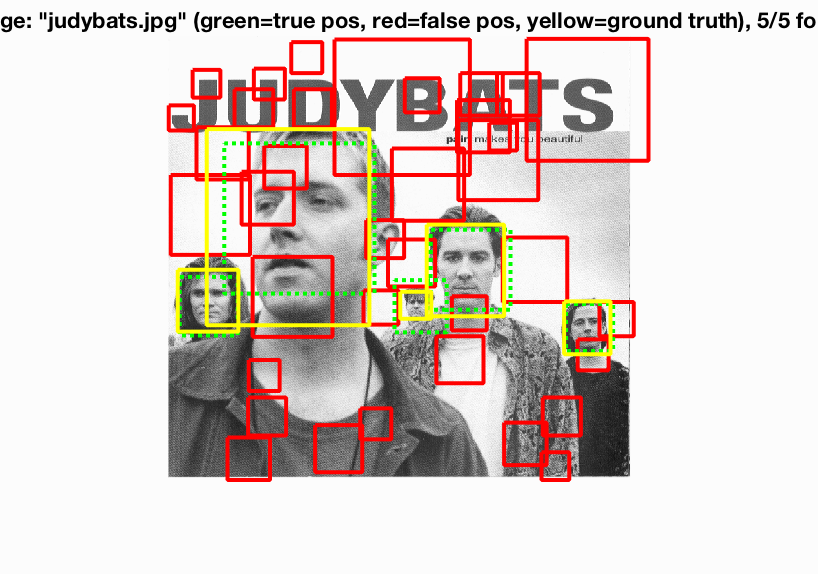 ge: "judybats.jpg" (green=true pos, red=false pos, yellow=ground truth), 5/5 fo
JUDYBATS
pain makes you beautiful